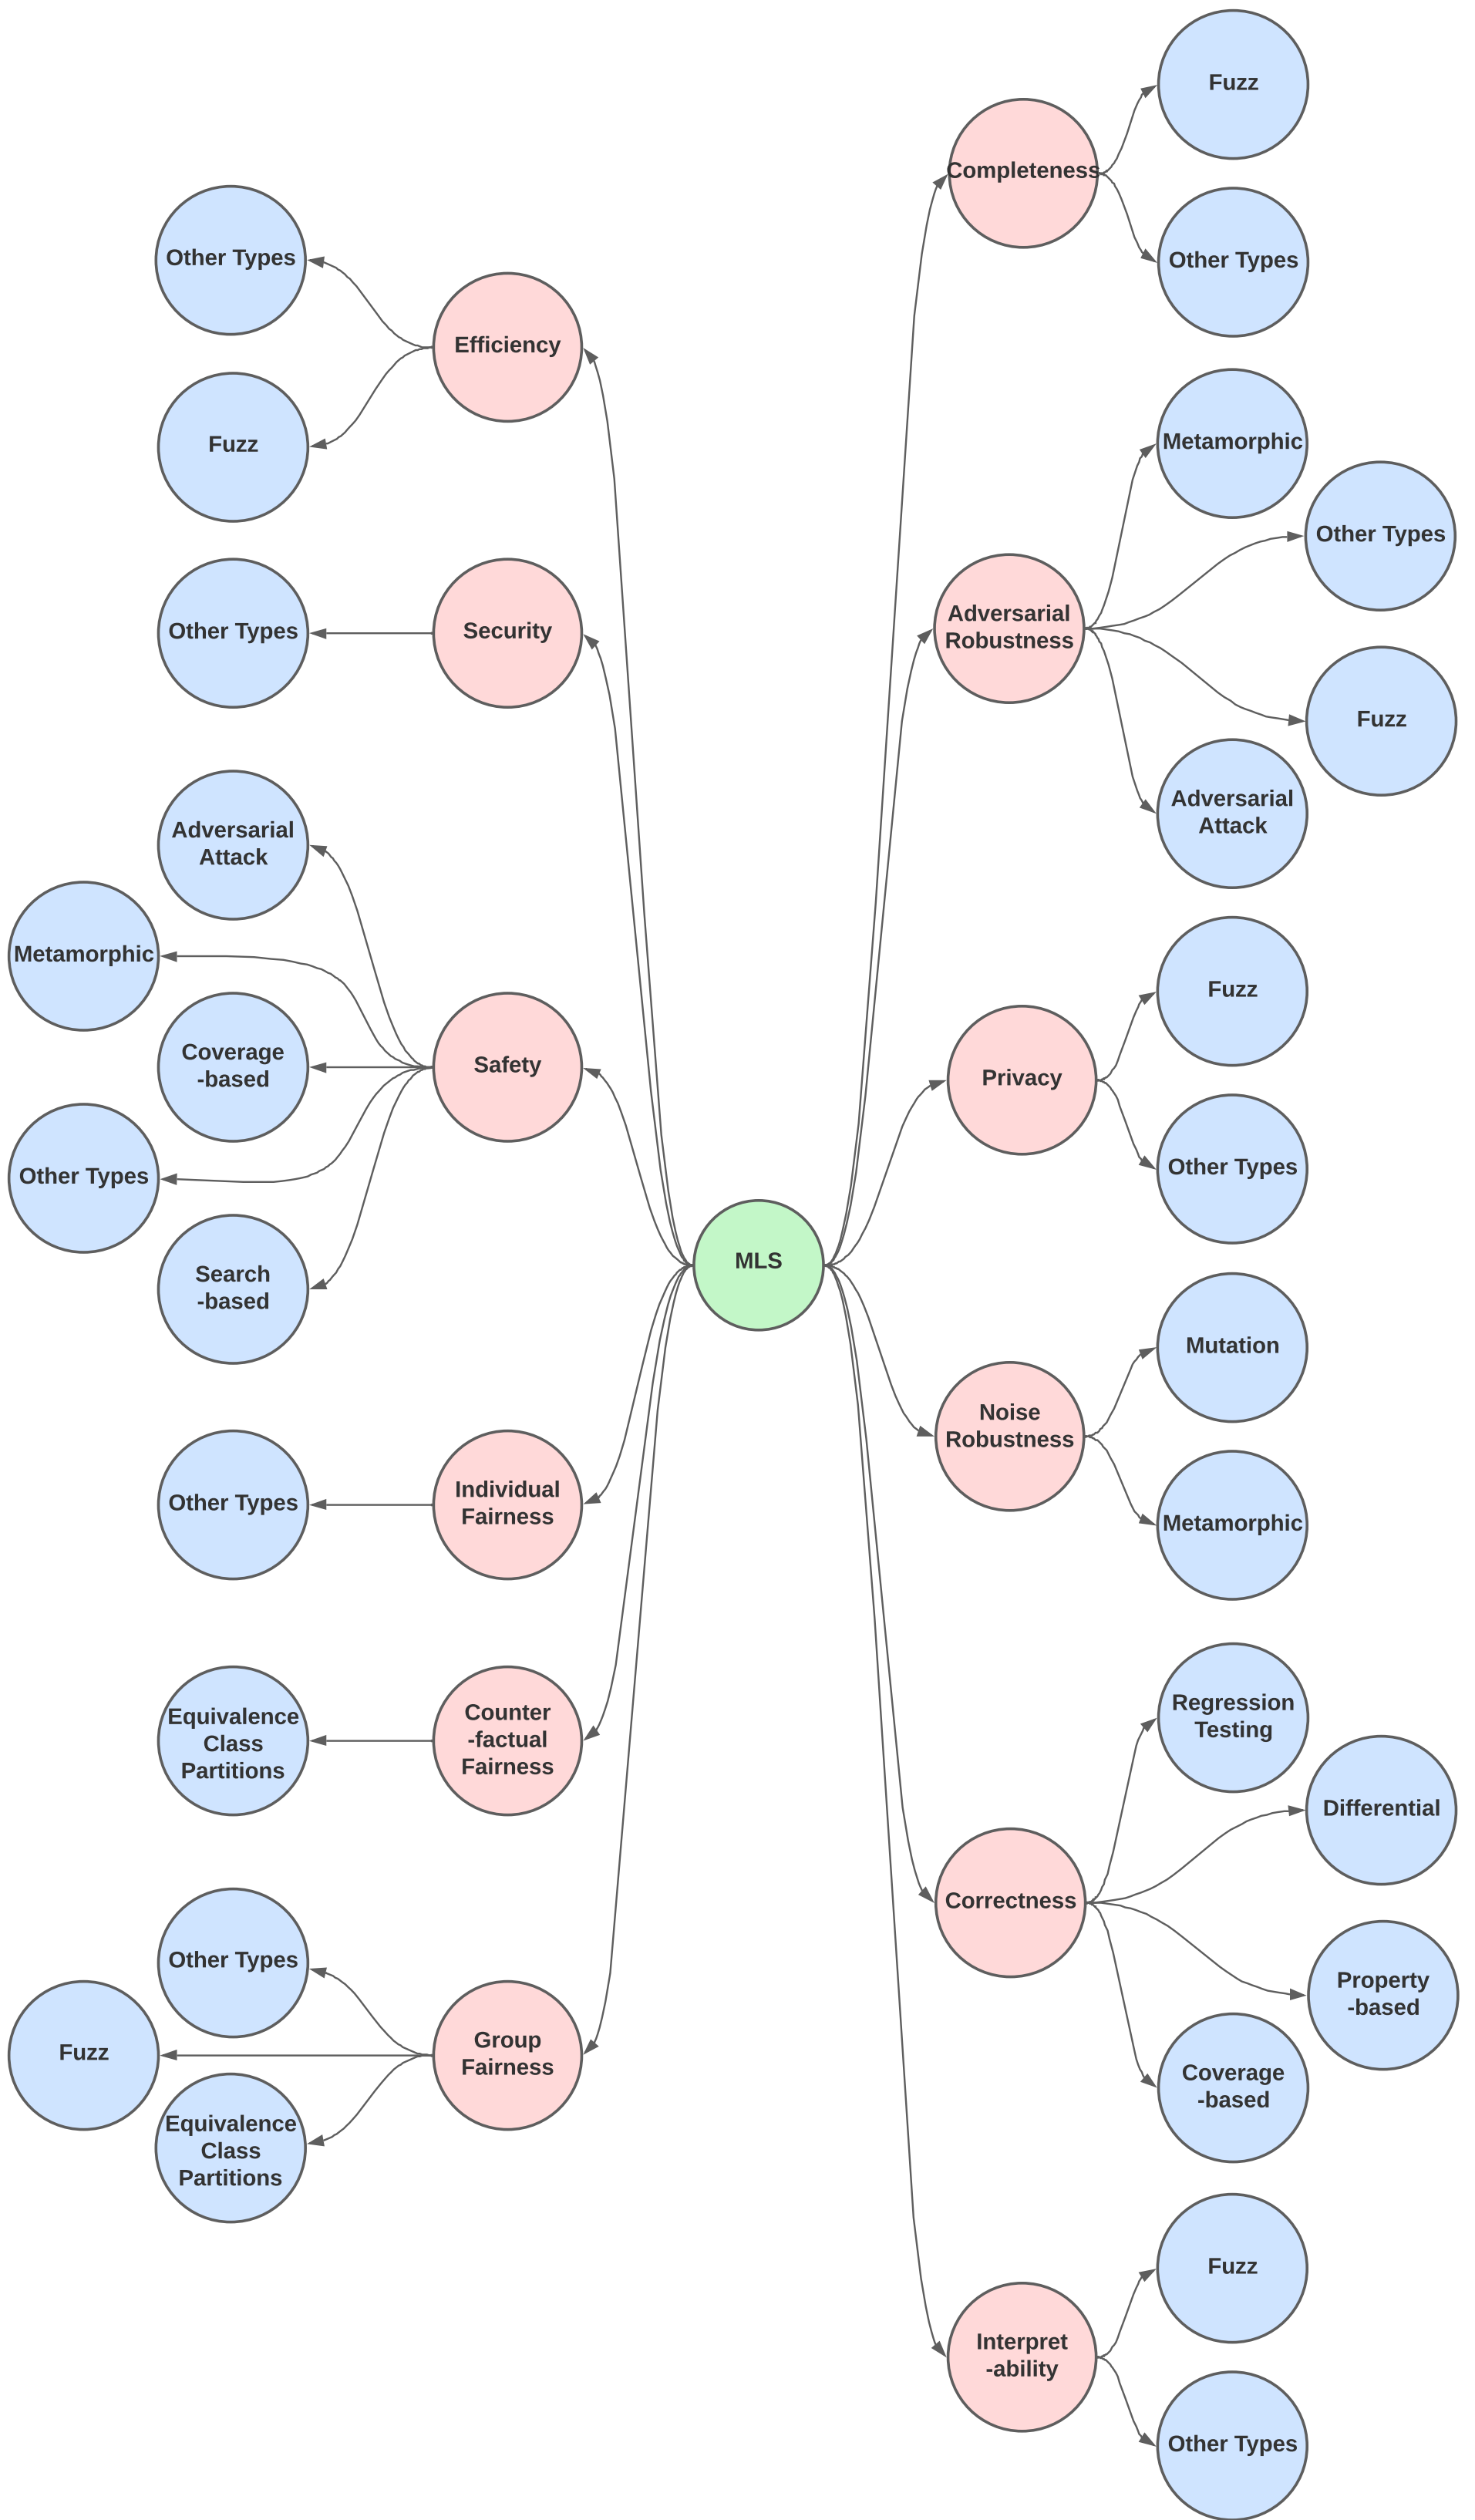 Fuzz
Completeness
Other Types
Other Types
Efficiency
Fuzz
Metamorphic
Other Types
Adversarial
Robustness
Fuzz
Adversarial
Attack
Other Types
Security
Adversarial
Attack
Metamorphic
Coverage
-based
Safety
Other Types
Search
-based
Fuzz
Privacy
Other Types
MLS
Mutation
Noise
Robustness
Metamorphic
Other Types
Individual
Fairness
Equivalence
Class
Partitions
Counter
-factual
Fairness
Regression
Testing
Differential
Correctness
Property
-based
Coverage
-based
Other Types
Fuzz
Group
Fairness
Equivalence
Class
Partitions
Fuzz
Interpret
-ability
Other Types